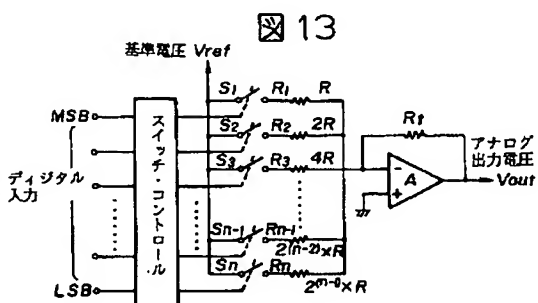 図13
基準電圧 Vref
S1 R1 R
MSB
S2 R2 2R
S3 R3 4R
Rf
アナログ
出力電圧
Vout
A
-
+
スイッチ・コントロール
ディジタル
入力
Sn-1 Rn-1
2(n-2)×R
Sn Rn
2(n-1)×R
LSB